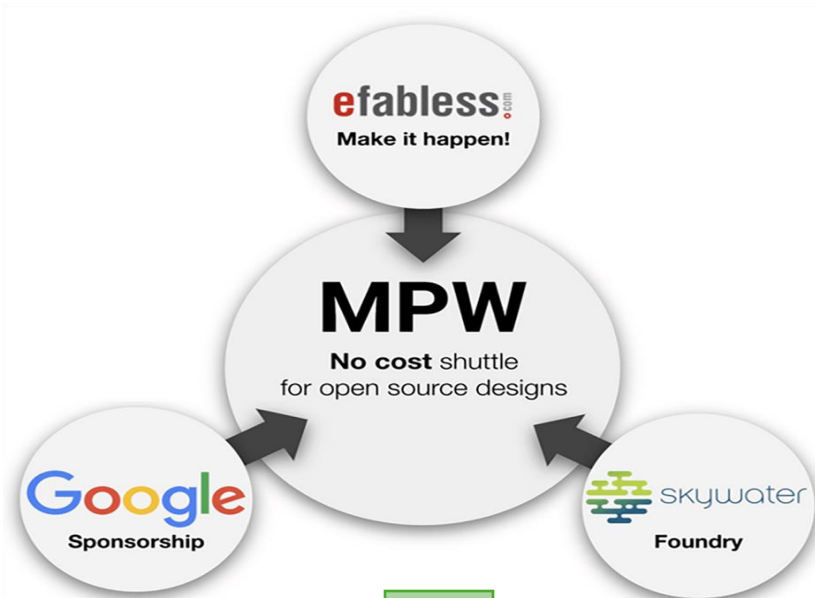 efabless.com
Make it happen!
MPW
No cost shuttle
for open source designs
Google
Sponsorship
skywater
Foundry